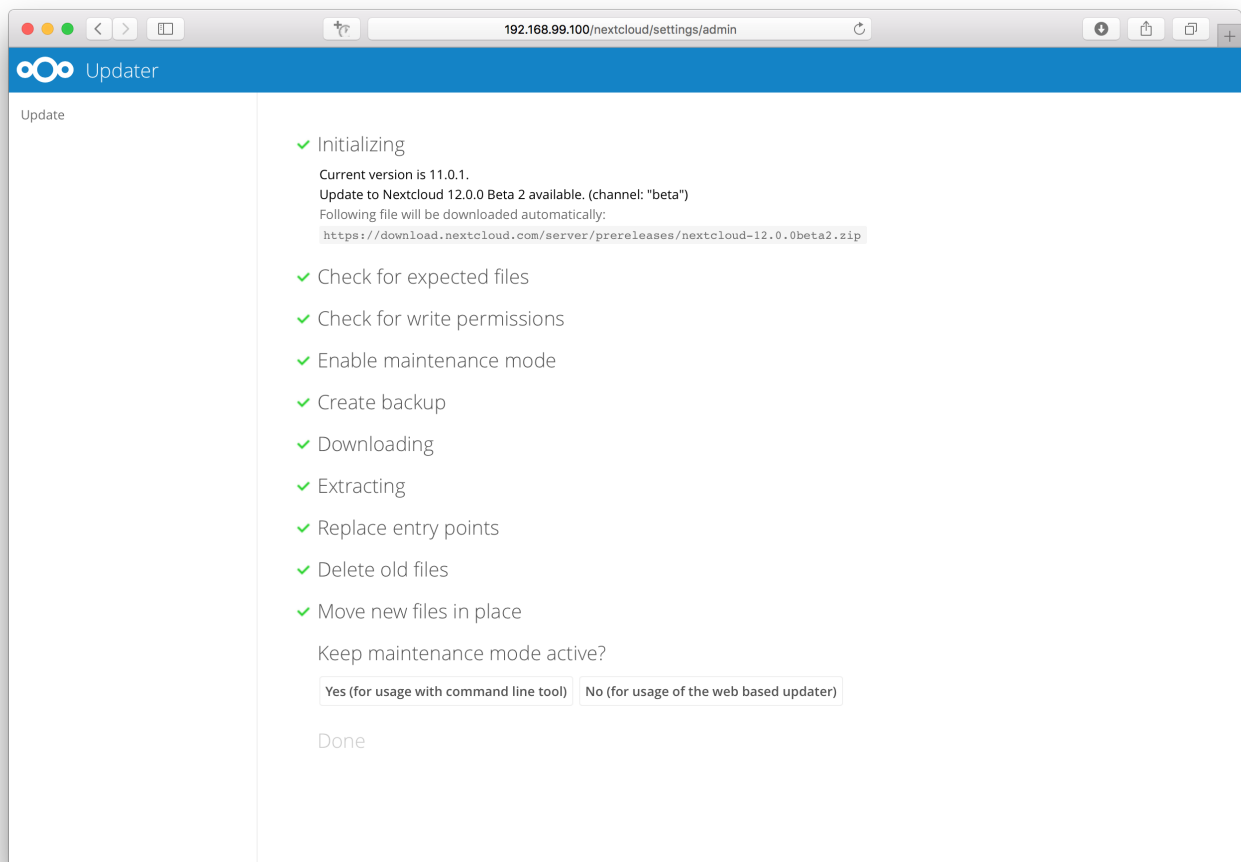 192.168.99.100/nextcloud/settings/admin
Updater
Update
Initializing
Current version is 11.0.1.
Update to Nextcloud 12.0.0 Beta 2 available. (channel: "beta")
Following file will be downloaded automatically:
https://download.nextcloud.com/server/prereleases/nextcloud-12.0.0beta2.zip
Check for expected files
Check for write permissions
Enable maintenance mode
Create backup
Downloading
Extracting
Replace entry points
Delete old files
Move new files in place
Keep maintenance mode active?
Yes (for usage with command line tool) No (for usage of the web based updater)
Done